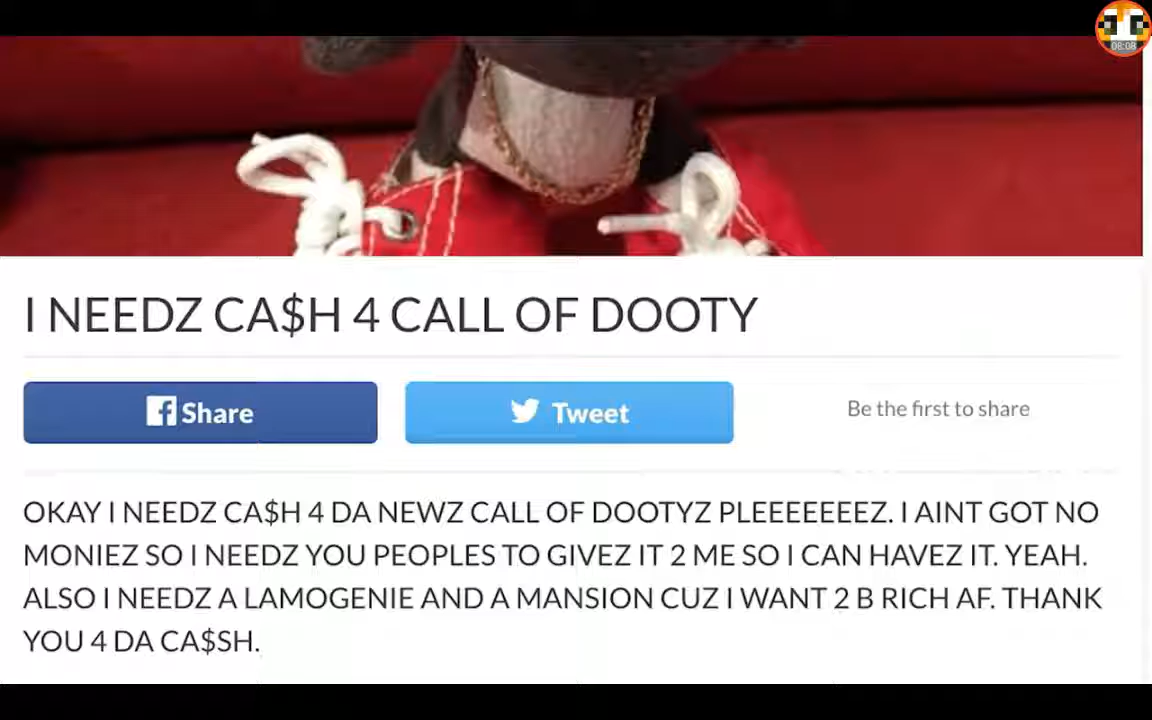 08:08
I NEEDZ CA$H 4 CALL OF DOOTY
Share
Tweet
Be the first to share
OKAY I NEEDZ CA$H 4 DA NEWZ CALL OF DOOTYZ PLEEEEEEEZ. I AINT GOT NO
MONIEZ SO I NEEDZ YOU PEOPLES TO GIVEZ IT 2 ME SO I CAN HAVEZ IT. YEAH.
ALSO I NEEDZ A LAMOGENIE AND A MANSION CUZ I WANT 2 B RICH AF. THANK
YOU 4 DA CA$SH.